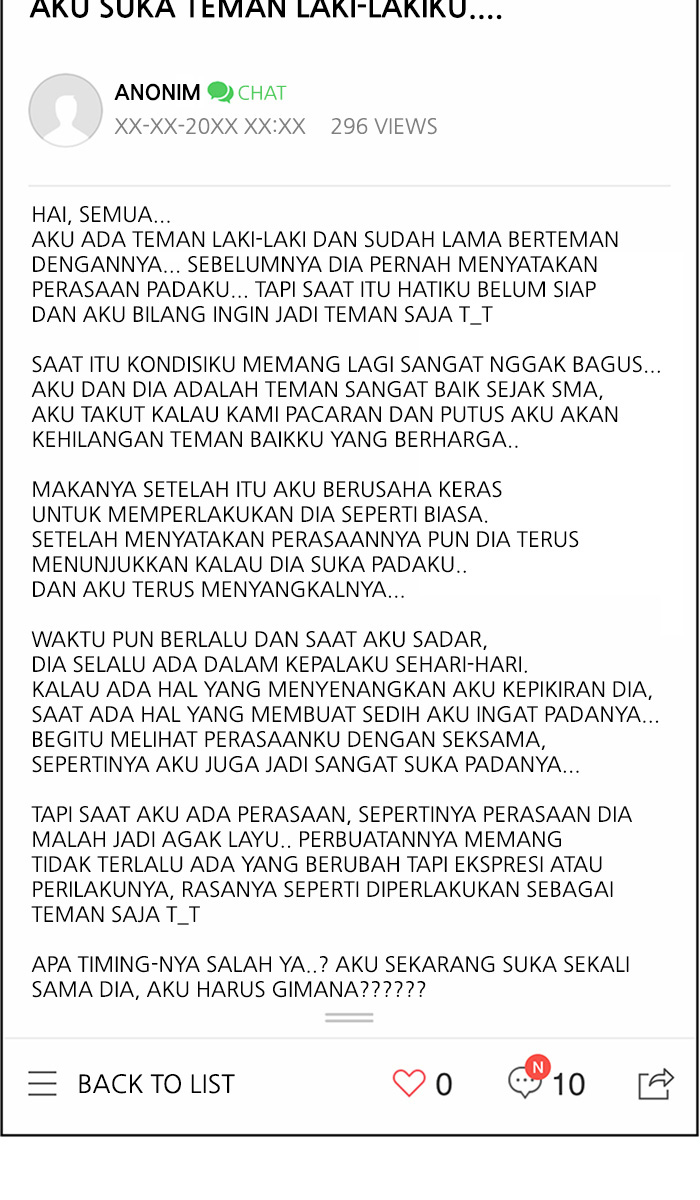 AKU SUKA TEMAN LAKI-LAKIKU....
ANONIM CHAT
XX-XX-20XX XX:XX 296 VIEWS
HAI, SEMUA...
AKU ADA TEMAN LAKI-LAKI DAN SUDAH LAMA BERTEMAN
DENGANNYA... SEBELUMNYA DIA PERNAH MENYATAKAN
PERASAAN PADAKU... TAPI SAAT ITU HATIKU BELUM SIAP
DAN AKU BILANG INGIN JADI TEMAN SAJA T_T
SAAT ITU KONDISIKU MEMANG LAGI SANGAT NGGAK BAGUS...
AKU DAN DIA ADALAH TEMAN SANGAT BAIK SEJAK SMA,
AKU TAKUT KALAU KAMI PACARAN DAN PUTUS AKU AKAN
KEHILANGAN TEMAN BAIKKU YANG BERHARGA..
MAKANYA SETELAH ITU AKU BERUSAHA KERAS
UNTUK MEMPERLAKUKAN DIA SEPERTI BIASA.
SETELAH MENYATAKAN PERASAANNYA PUN DIA TERUS
MENUNJUKKAN KALAU DIA SUKA PADAKU..
DAN AKU TERUS MENYANGKALNYA...
WAKTU PUN BERLALU DAN SAAT AKU SADAR,
DIA SELALU ADA DALAM KEPALAKU SEHARI-HARI.
KALAU ADA HAL YANG MENYENANGKAN AKU KEPIKIRAN DIA,
SAAT ADA HAL YANG MEMBUAT SEDIH AKU INGAT PADANYA...
BEGITU MELIHAT PERASAANKU DENGAN SEKSAMA,
SEPERTINYA AKU JUGA JADI SANGAT SUKA PADANYA...
TAPI SAAT AKU ADA PERASAAN, SEPERTINYA PERASAAN DIA
MALAH JADI AGAK LAYU.. PERBUATANNYA MEMANG
TIDAK TERLALU ADA YANG BERUBAH TAPI EKSPRESI ATAU
PERILAKUNYA, RASANYA SEPERTI DIPERLAKUKAN SEBAGAI
TEMAN SAJA T_T
APA TIMING-NYA SALAH YA..? AKU SEKARANG SUKA SEKALI
SAMA DIA, AKU HARUS GIMANA??????
BACK TO LIST 0 N 10